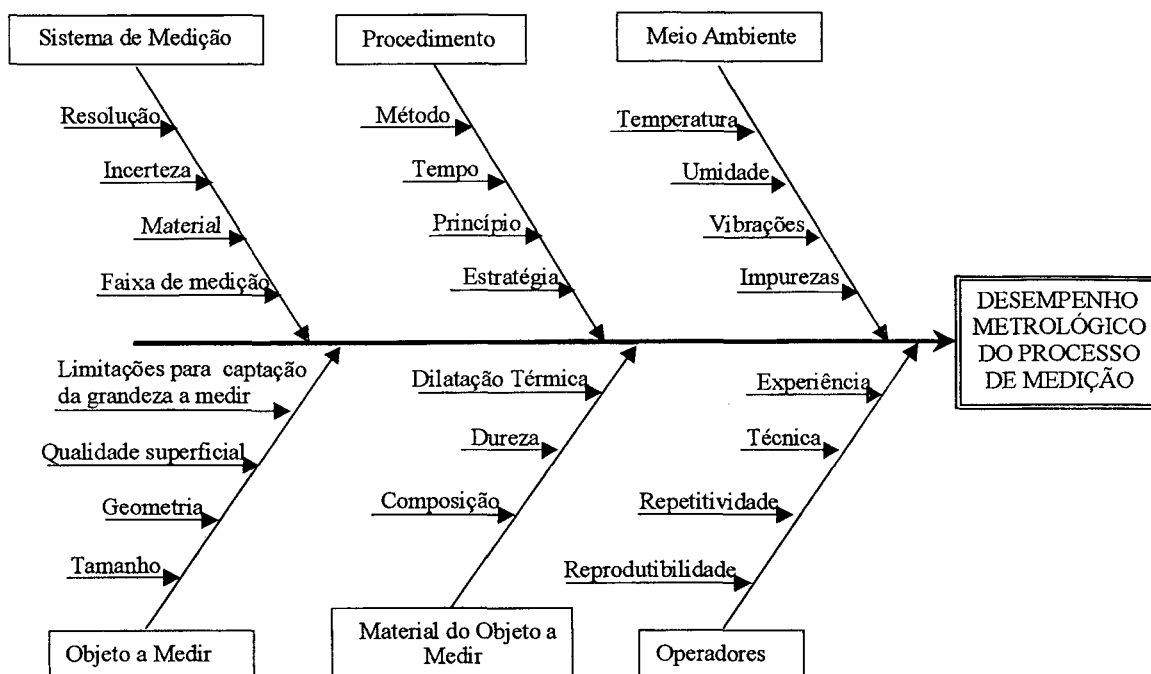 Sistema de Medição
Procedimento
Meio Ambiente
Resolução
Incerteza
Material
Faixa de medição
Método
Tempo
Princípio
Estratégia
Temperatura
Umidade
Vibrações
Impurezas
DESEMPENHO
METROLÓGICO
DO PROCESSO
DE MEDIÇÃO
Limitações para captação
da grandeza a medir
Qualidade superficial
Geometria
Tamanho
Dilatação Térmica
Dureza
Composição
Experiência
Técnica
Repetitividade
Reprodutibilidade
Objeto a Medir
Material do Objeto a
Medir
Operadores